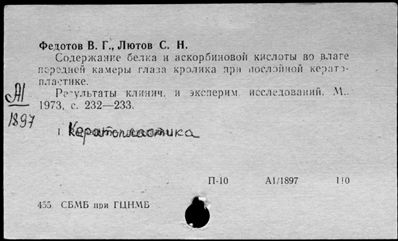 Федотов В. Г., Лютов С. Н.
Содержание белка и аскорбиновой кислоты во влаге
передней камеры глаза кролика при послойной керато-
пластике.
Результаты клинич. и эксперим исследований. М.,
1973, с. 232—233.
А1
1897
1 Кератопластика
П-10 А1/1897 110
455 СБМБ при ГЦНМБ